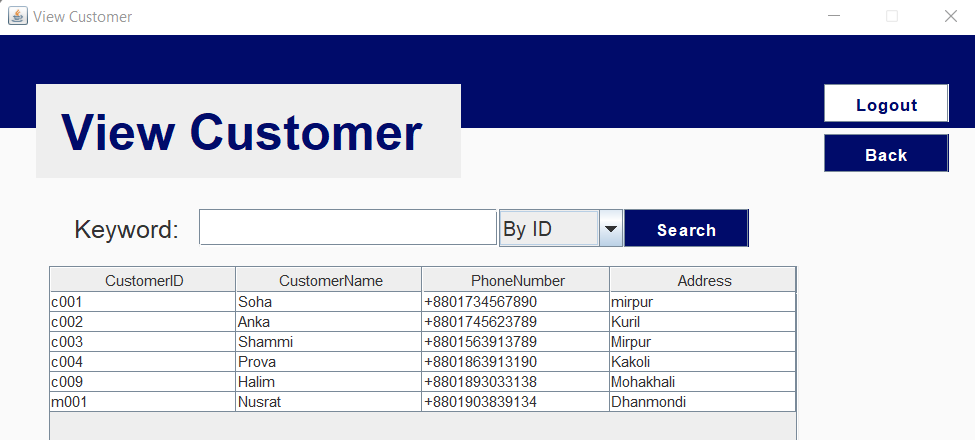 View Customer
Logout
View Customer
Back
Keyword: By ID Search
CustomerID CustomerName PhoneNumber Address
c001 Soha +8801734567890 mirpur
c002 Anka +8801745623789 Kuril
c003 Shammi +8801563913789 Mirpur
c004 Prova +8801863913190 Kakoli
c009 Halim +8801893033138 Mohakhali
m001 Nusrat +8801903839134 Dhanmondi